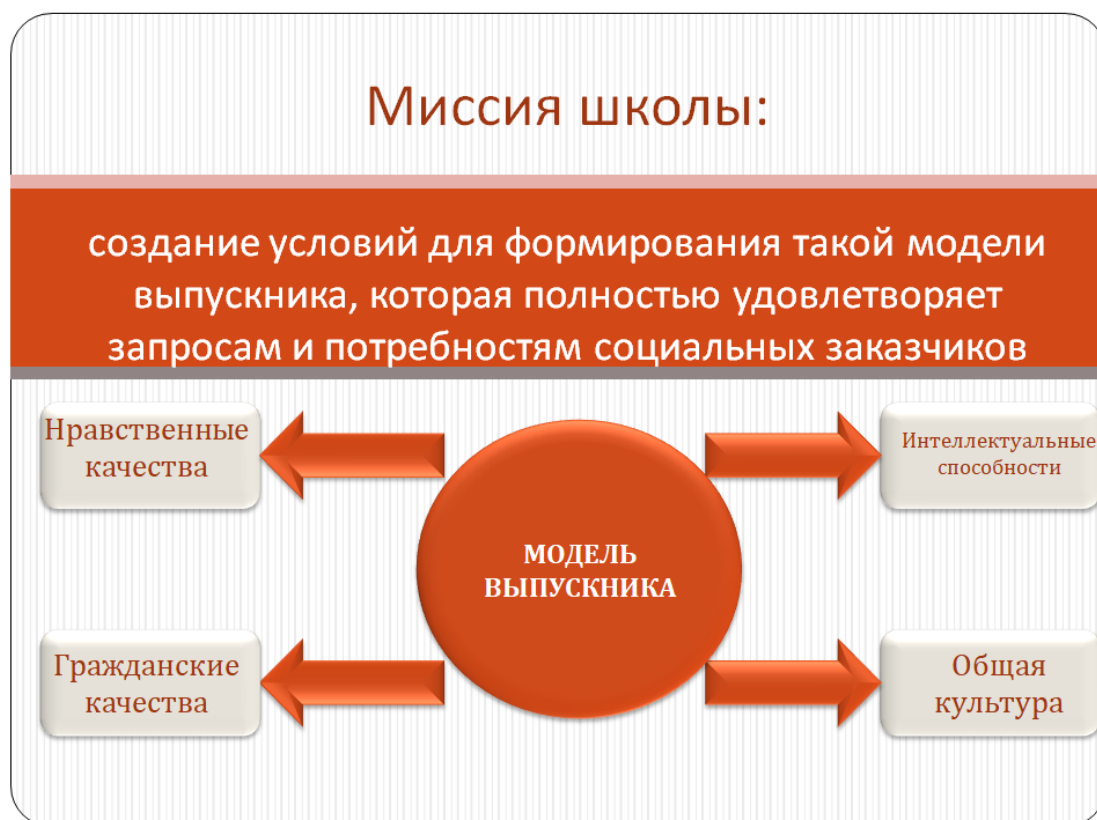 Миссия школы:
создание условий для формирования такой модели
выпускника, которая полностью удовлетворяет
запросам и потребностям социальных заказчиков
Нравственные
качества
Интеллектуальные
способности
МОДЕЛЬ
ВЫПУСКНИКА
Гражданские
качества
Общая
культура